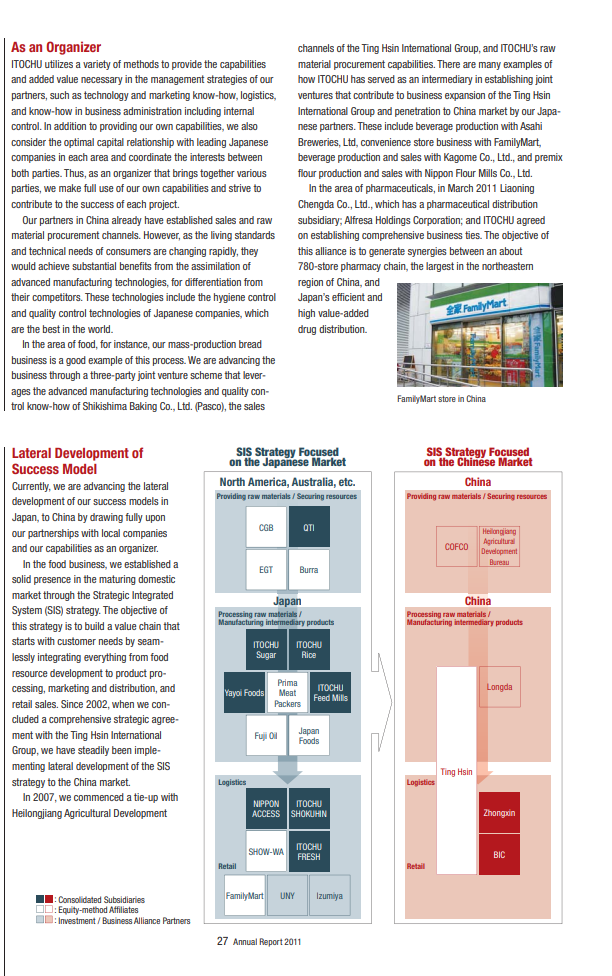 As an Organizer
ITOCHU utilizes a variety of methods to provide the capabilities
and added value necessary in the management strategies of our
partners, such as technology and marketing know-how, logistics,
and know-how in business administration including internal
control. In addition to providing our own capabilities, we also
consider the optimal capital relationship with leading Japanese
companies in each area and coordinate the interests between
both parties. Thus, as an organizer that brings together various
parties, we make full use of our own capabilities and strive to
contribute to the success of each project.
Our partners in China already have established sales and raw
material procurement channels. However, as the living standards
and technical needs of consumers are changing rapidly, they
would achieve substantial benefits from the assimilation of
advanced manufacturing technologies, for differentiation from
their competitors. These technologies include the hygiene control
and quality control technologies of Japanese companies, which
are the best in the world.
In the area of food, for instance, our mass-production bread
business is a good example of this process. We are advancing the
business through a three-party joint venture scheme that lever-
ages the advanced manufacturing technologies and quality con-
trol know-how of Shikishima Baking Co., Ltd. (Pasco), the sales
channels of the Ting Hsin International Group, and ITOCHU's raw
material procurement capabilities. There are many examples of
how ITOCHU has served as an intermediary in establishing joint
ventures that contribute to business expansion of the Ting Hsin
International Group and penetration to China market by our Japa-
nese partners. These include beverage production with Asahi
Breweries, Ltd, convenience store business with FamilyMart,
beverage production and sales with Kagome Co., Ltd., and premix
flour production and sales with Nippon Flour Mills Co., Ltd.
In the area of pharmaceuticals, in March 2011 Liaoning
Chengda Co., Ltd., which has a pharmaceutical distribution
subsidiary; Alfresa Holdings Corporation; and ITOCHU agreed
on establishing comprehensive business ties. The objective of
this alliance is to generate synergies between an about
780-store pharmacy chain, the largest in the northeastern
region of China, and
Japan's efficient and
high value-added
drug distribution.
全家 FamilyMart
FamilyMart store in China
Lateral Development of
Success Model
Currently, we are advancing the lateral
development of our success models in
Japan, to China by drawing fully upon
our partnerships with local companies
and our capabilities as an organizer.
In the food business, we established a
solid presence in the maturing domestic
market through the Strategic Integrated
System (SIS) strategy. The objective of
this strategy is to build a value chain that
starts with customer needs by seam-
lessly integrating everything from food
resource development to product pro-
cessing, marketing and distribution, and
retail sales. Since 2002, when we con-
cluded a comprehensive strategic agree-
ment with the Ting Hsin International
Group, we have steadily been imple-
menting lateral development of the SIS
strategy to the China market.
In 2007, we commenced a tie-up with
Heilongjiang Agricultural Development
: Consolidated Subsidiaries
: Equity-method Affiliates
: Investment / Business Alliance Partners
SIS Strategy Focused
on the Japanese Market
North America, Australia, etc.
Providing raw materials / Securing resources
CGB
QTI
EGT
Burra
Japan
Processing raw materials /
Manufacturing intermediary products
ITOCHU
Sugar
ITOCHU
Rice
Yayoi Foods
Prima
Meat
Packers
ITOCHU
Feed Mills
Fuji Oil
Japan
Foods
Logistics
NIPPON
ACCESS
ITOCHU
SHOKUHIN
SHOW-WA
ITOCHU
FRESH
Retail
FamilyMart
UNY
Izumiya
SIS Strategy Focused
on the Chinese Market
China
Providing raw materials / Securing resources
COFCO
Heilongjiang
Agricultural
Development
Bureau
China
Processing raw materials /
Manufacturing intermediary products
Longda
Ting Hsin
Logistics
Zhongxin
BIC
Retail
27 Annual Report 2011